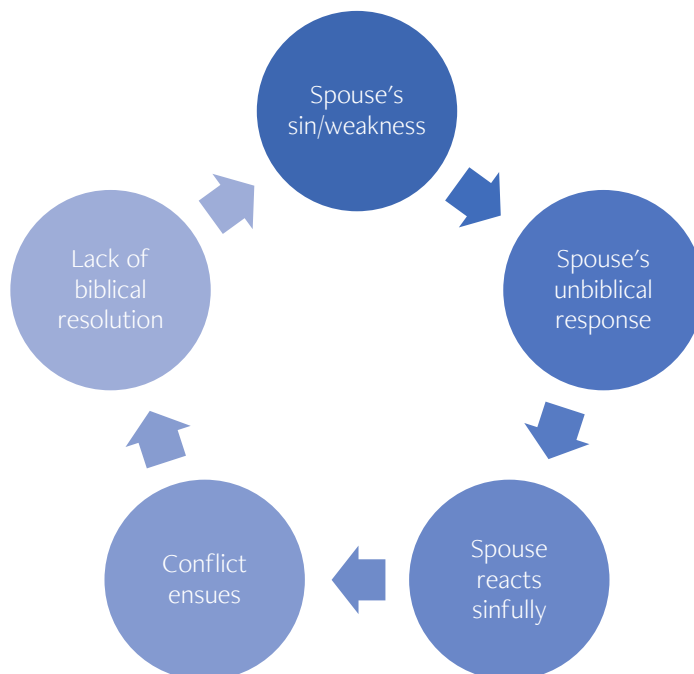 Spouse's
sin/weakness
Spouse's
unbiblical
response
Spouse
reacts
sinfully
Conflict
ensues
Lack of
biblical
resolution